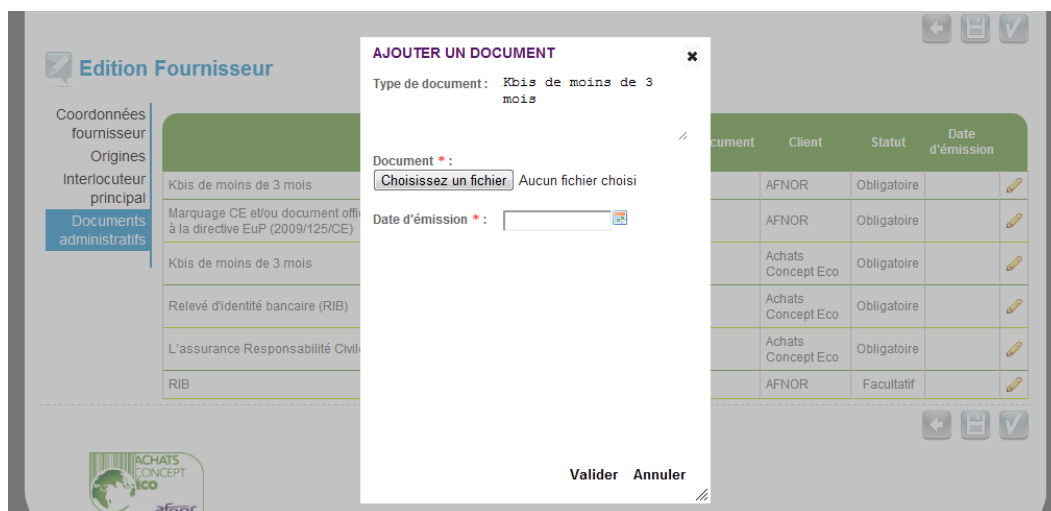 AJOUTER UN DOCUMENT
Edition Fournisseur
Type de document : Kbis de moins de 3
mois
Coordonnées
fournisseur
Origines
Interlocuteur
principal
Documents
administratifs
Client Statut Date
d'émission
Document * :
Choisissez un fichier Aucun fichier choisi
Date d'émission * :
Kbis de moins de 3 mois AFNOR Obligatoire
Marquage CE et/ou document
à la directive EuP (2009/125/CE) AFNOR Obligatoire
Kbis de moins de 3 mois Achats
Concept Eco Obligatoire
Relevé d'identité bancaire (RIB) Achats
Concept Eco Obligatoire
L'assurance Responsabilité Civile Achats
Concept Eco Obligatoire
RIB AFNOR Facultatif
Valider Annuler
ACHATS
CONCEPT
éco
afnor